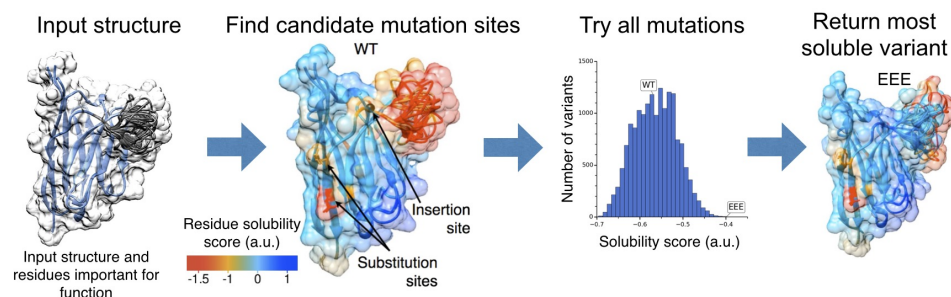 Input structure
Find candidate mutation sites
Try all mutations
Return most
soluble variant
WT
EEE
Number of variants
1500
1000
500
0
WT
EEE
−0.7
−0.6
−0.5
−0.4
Solubility score (a.u.)
Insertion
site
Substitution
sites
Residue solubility
score (a.u.)
-1.5
-1
0
1
Input structure and
residues important for
function